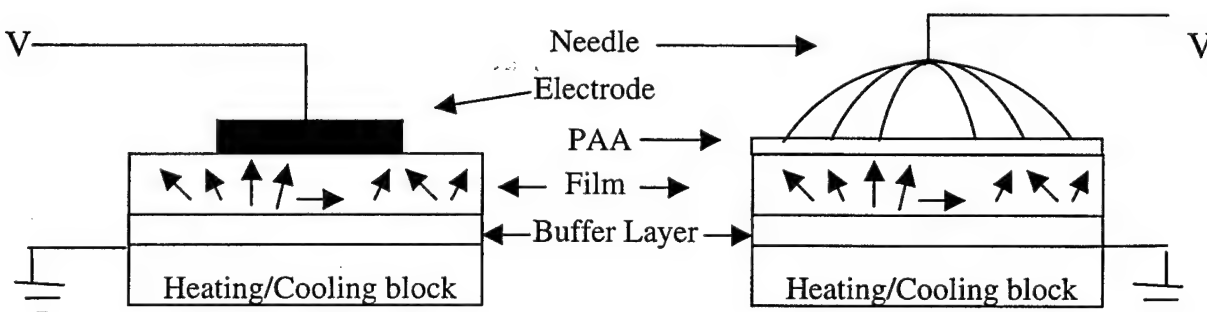 V
Needle
V
Electrode
PAA
Film
Buffer Layer
Heating/Cooling block
Heating/Cooling block